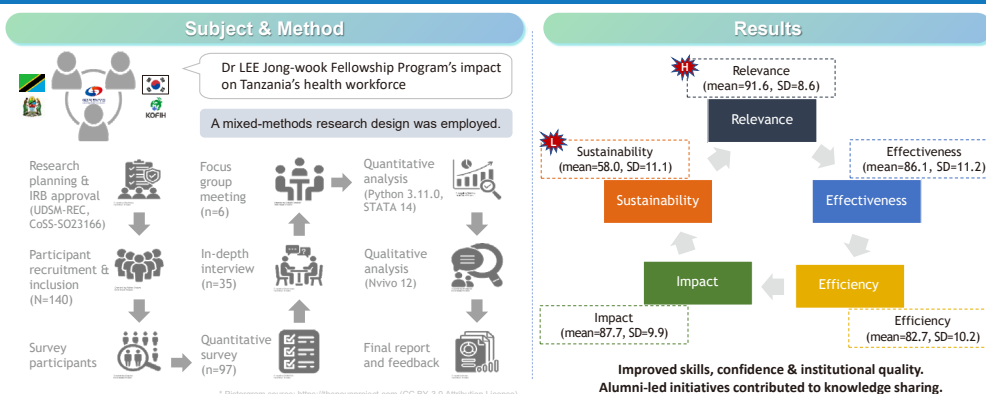 Subject & Method
Dr LEE Jong-wook Fellowship Program's impact
on Tanzania's health workforce
KOFIH
A mixed-methods research design was employed.
Research
planning &
IRB approval
(UDSM-REC,
CoSS-SO23166)
Participant
recruitment &
inclusion
(N=140)
Survey
participants
Quantitative
survey
(n=97)
In-depth
interview
(n=35)
Focus
group
meeting
(n=6)
Quantitative
analysis
(Python 3.11.0,
STATA 14)
Qualitative
analysis
(Nvivo 12)
Final report
and feedback
Results
H
Relevance
(mean=91.6, SD=8.6)
Relevance
Effectiveness
(mean=86.1, SD=11.2)
Effectiveness
Efficiency
Efficiency
(mean=82.7, SD=10.2)
Impact
Impact
(mean=87.7, SD=9.9)
L
Sustainability
(mean=58.0, SD=11.1)
Sustainability
Improved skills, confidence & institutional quality.
Alumni-led initiatives contributed to knowledge sharing.